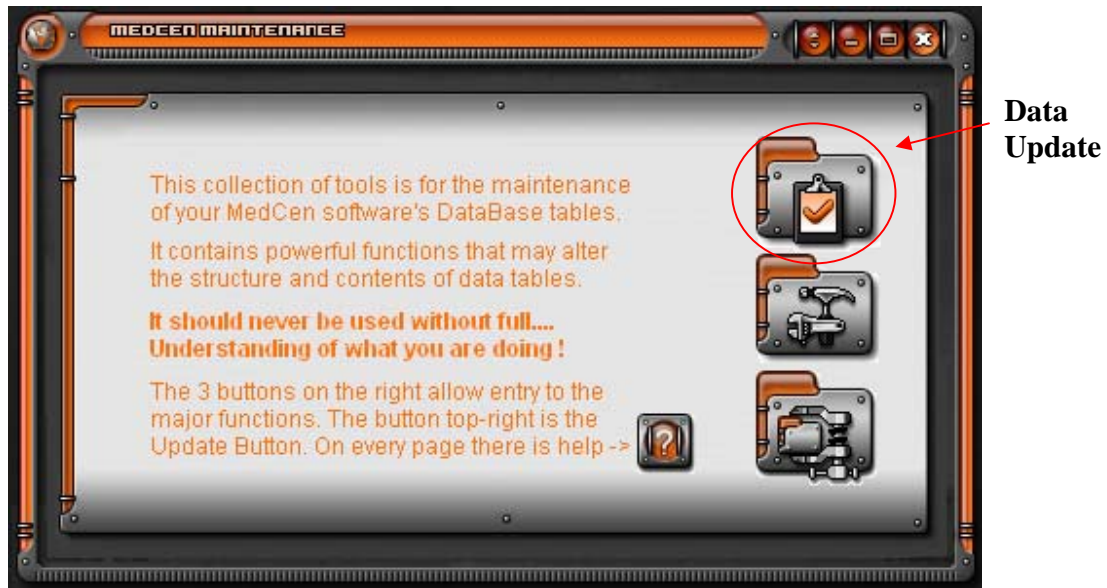 MEDCEN MAINTENANCE
Data
Update
This collection of tools is for the maintenance
of your MedCen software's DataBase tables.
It contains powerful functions that may alter
the structure and contents of data tables.
It should never be used without full....
Understanding of what you are doing !
The 3 buttons on the right allow entry to the
major functions. The button top-right is the
Update Button. On every page there is help ->
?